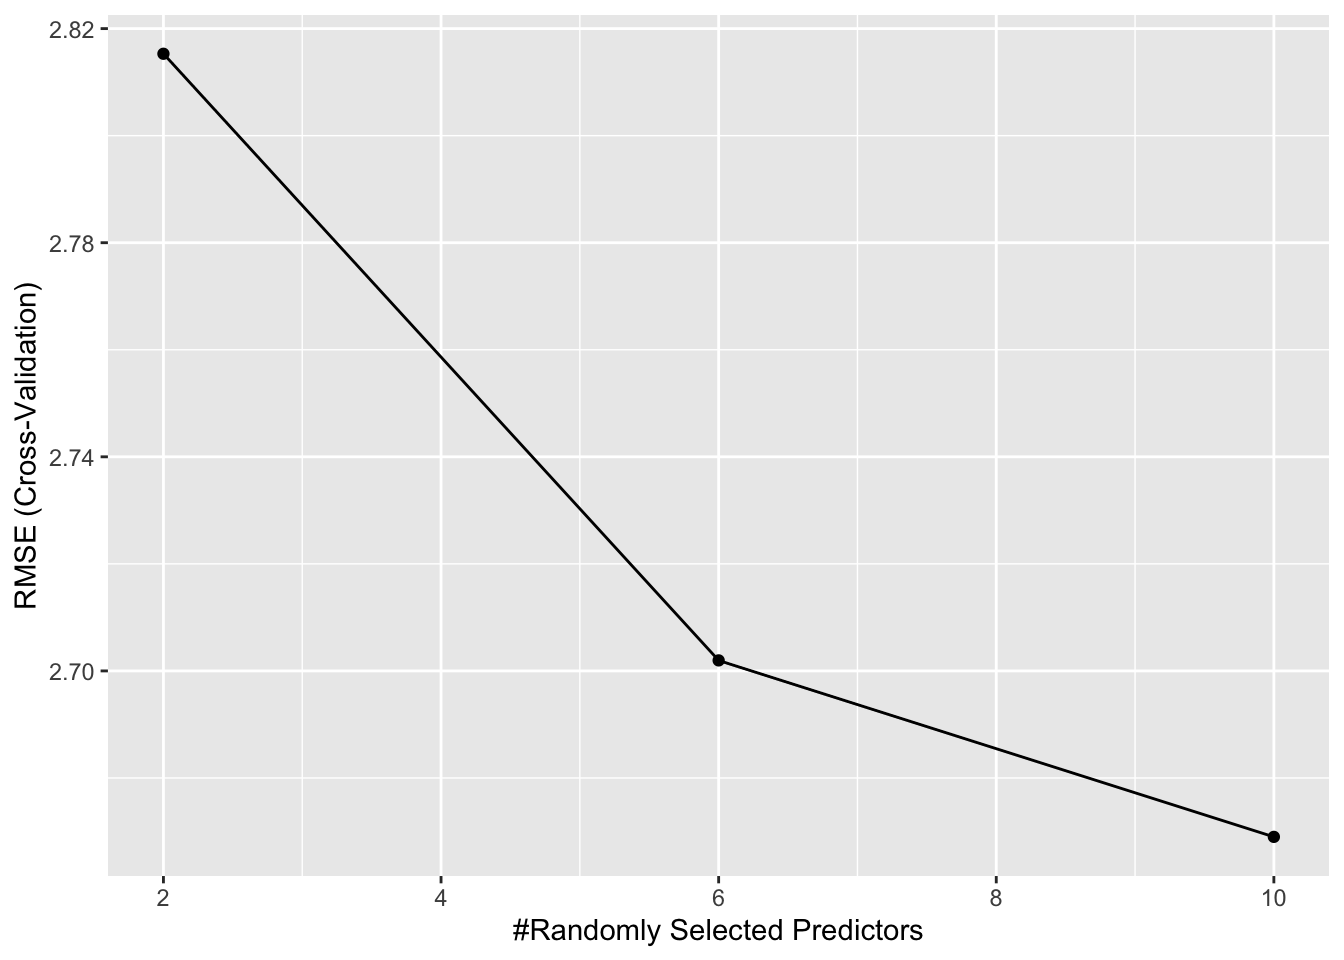 2.82
2.78
2.74
2.70
RMSE (Cross-Validation)
2 4 6 8 10
#Randomly Selected Predictors